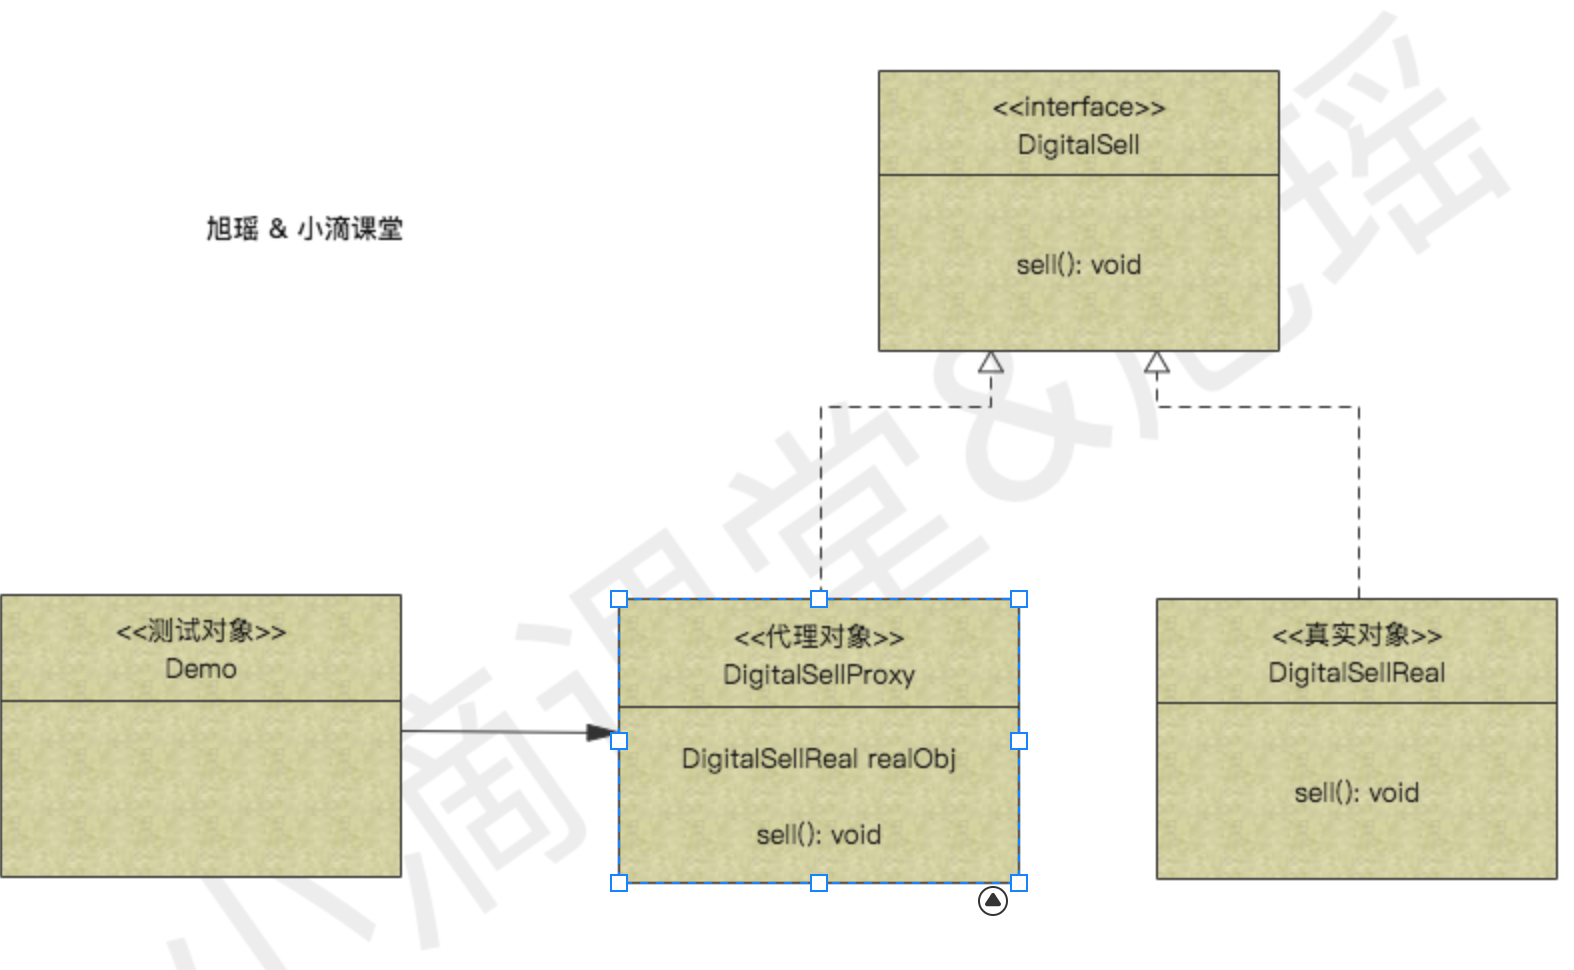 <<interface>>
DigitalSell
sell(): void
旭瑶 & 小滴课堂
<<测试对象>>
Demo
<<代理对象>>
DigitalSellProxy
DigitalSellReal realObj
sell(): void
<<真实对象>>
DigitalSellReal
sell(): void
小滴课堂&旭瑶